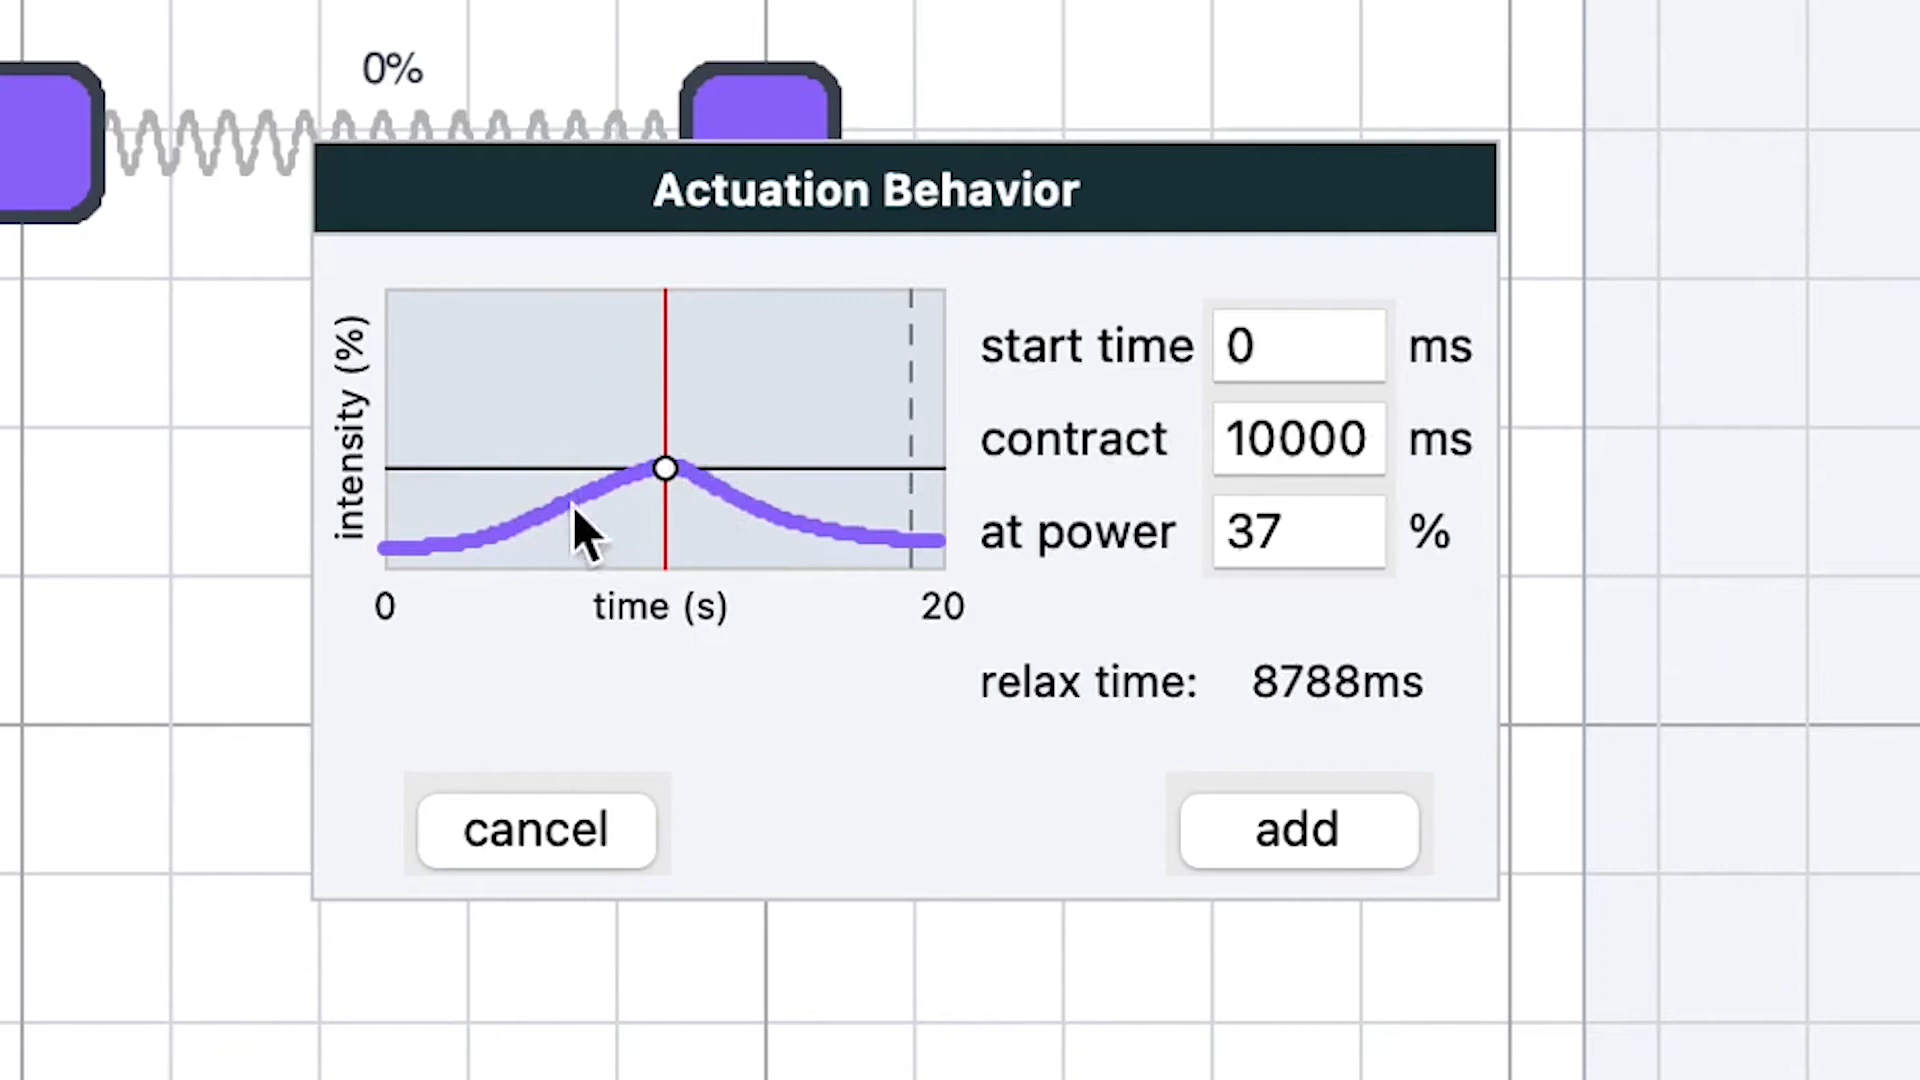 0%
Actuation Behavior
intensity (%)
0
time (s)
20
start time 0 ms
contract 10000 ms
at power 37 %
relax time: 8788ms
cancel
add